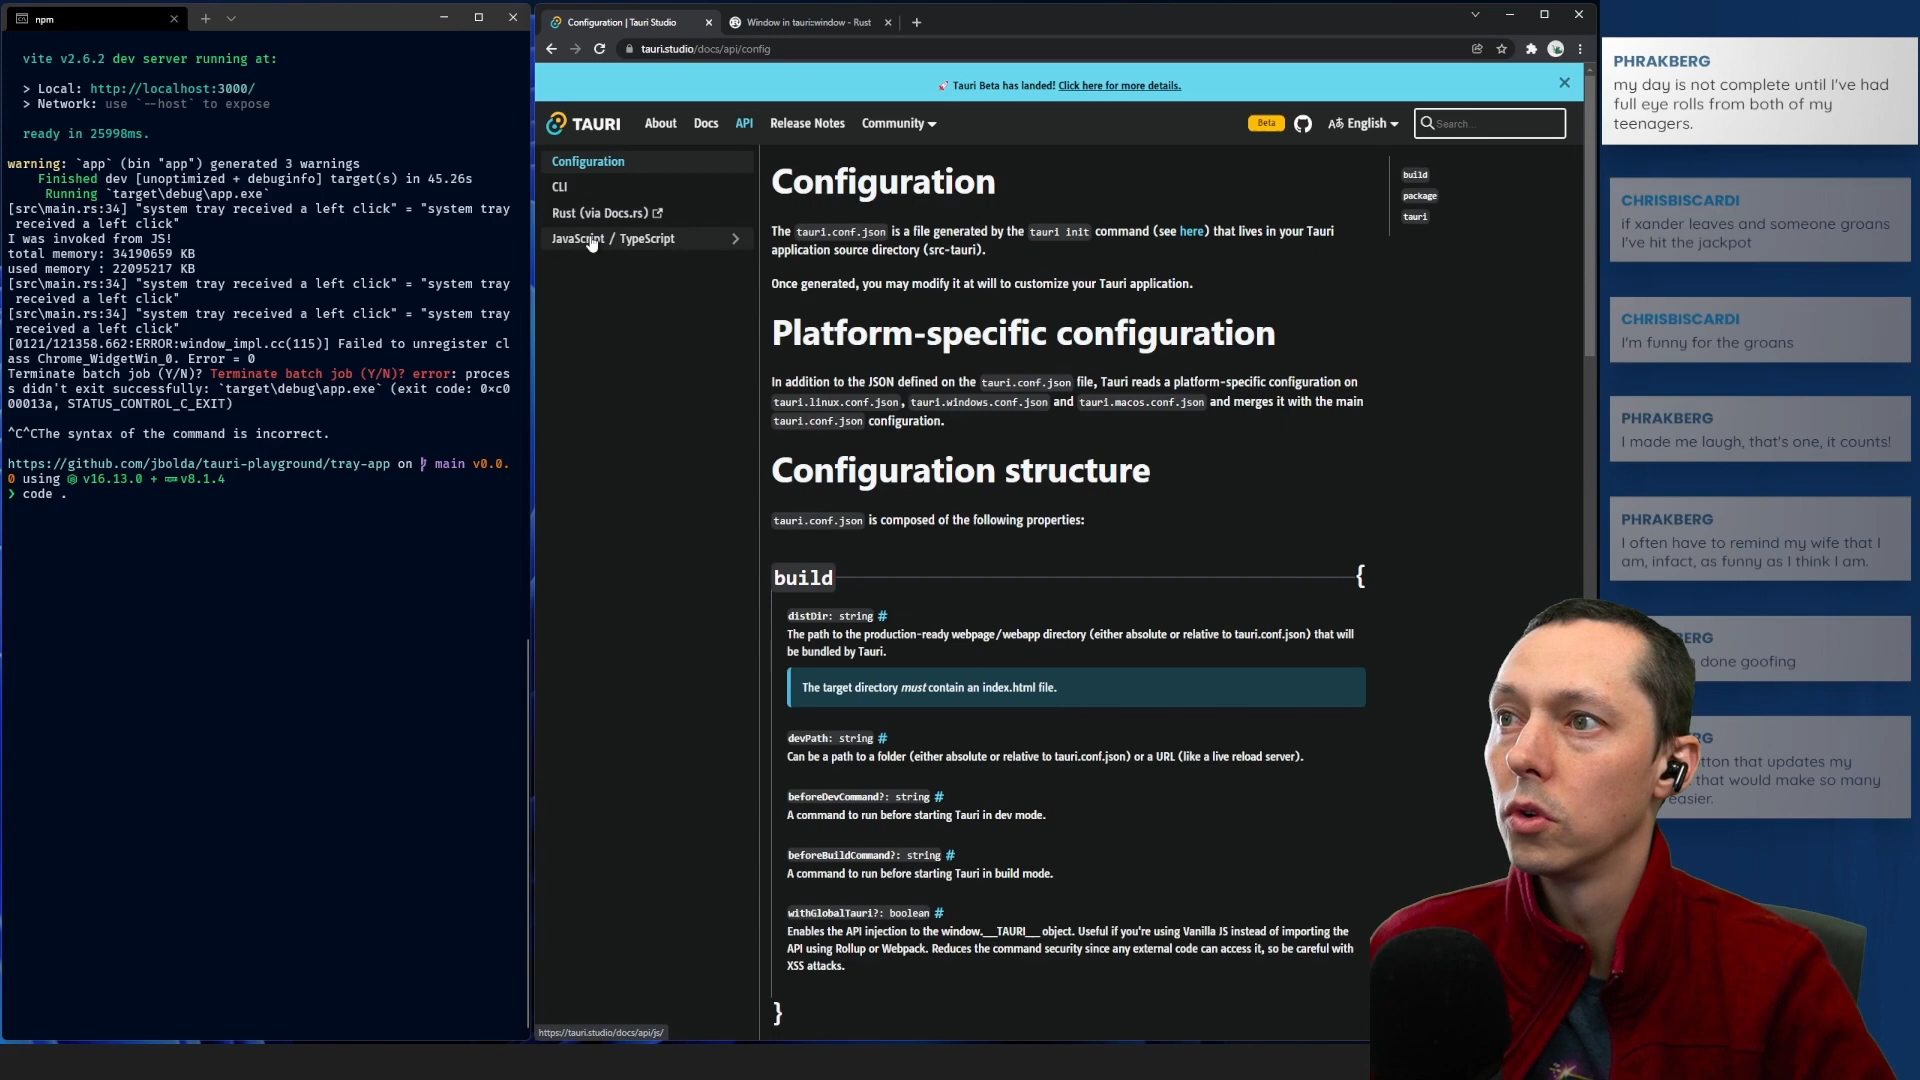 npm
vite v2.6.2 dev server running at:
> Local: http://localhost:3000/
> Network: use `--host` to expose
ready in 25998ms.
warning: `app` (bin "app") generated 3 warnings
Finished dev [unoptimized + debuginfo] target(s) in 45.26s
Running `target\debug\app.exe`
[src\main.rs:34] "system tray received a left click" = "system tray
received a left click"
I was invoked from JS!
total memory: 34190659 KB
used memory : 22095217 KB
[src\main.rs:34] "system tray received a left click" = "system tray
received a left click"
[src\main.rs:34] "system tray received a left click" = "system tray
received a left click"
[0121/121358.662:ERROR:window_impl.cc(115)] Failed to unregister cl
ass Chrome_WidgetWin_0. Error = 0
Terminate batch job (Y/N)? Terminate batch job (Y/N)? error: proces
s didn't exit successfully: `target\debug\app.exe` (exit code: 0xc0
00013a, STATUS_CONTROL_C_EXIT)
^C^CThe syntax of the command is incorrect.
https://github.com/jbolda/tauri-playground/tray-app on main v0.0.
0 using v16.13.0 + v8.1.4
❯ code .
Configuration | Tauri Studio
Window in tauri::window - Rust
tauri.studio/docs/api/config
🚀 Tauri Beta has landed! Click here for more details.
TAURI About Docs API Release Notes Community
Beta English Search...
Configuration
CLI
Rust (via Docs.rs)
JavaScript / TypeScript
Configuration
The tauri.conf.json is a file generated by the tauri init command (see here) that lives in your Tauri
application source directory (src-tauri).
Once generated, you may modify it at will to customize your Tauri application.
Platform-specific configuration
In addition to the JSON defined on the tauri.conf.json file, Tauri reads a platform-specific configuration on
tauri.linux.conf.json, tauri.windows.conf.json and tauri.macos.conf.json and merges it with the main
tauri.conf.json configuration.
Configuration structure
tauri.conf.json is composed of the following properties:
build {
distDir: string #
The path to the production-ready webpage/webapp directory (either absolute or relative to tauri.conf.json) that will
be bundled by Tauri.
The target directory must contain an index.html file.
devPath: string #
Can be a path to a folder (either absolute or relative to tauri.conf.json) or a URL (like a live reload server).
beforeDevCommand?: string #
A command to run before starting Tauri in dev mode.
beforeBuildCommand?: string #
A command to run before starting Tauri in build mode.
withGlobalTauri?: boolean #
Enables the API injection to the window.__TAURI__ object. Useful if you're using Vanilla JS instead of importing the
API using Rollup or Webpack. Reduces the command security since any external code can access it, so be careful with
XSS attacks.
}
https://tauri.studio/docs/api/js/
build
package
tauri
PHRAKBERG
my day is not complete until I've had
full eye rolls from both of my
teenagers.
CHRISBISCARDI
if xander leaves and someone groans
I've hit the jackpot
CHRISBISCARDI
I'm funny for the groans
PHRAKBERG
I made me laugh, that's one, it counts!
PHRAKBERG
I often have to remind my wife that I
am, infact, as funny as I think I am.
ERG
done goofing
G
tton that updates my
that would make so many
easier.